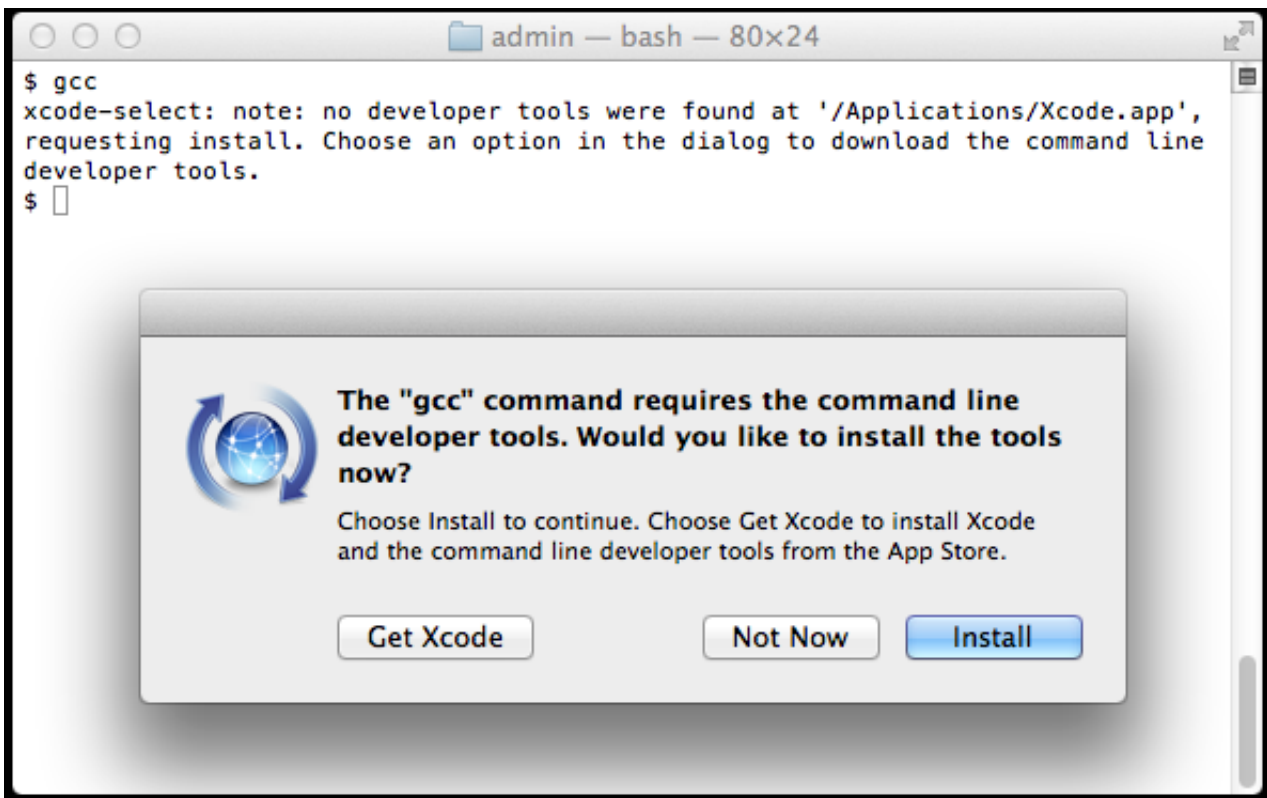 admin — bash — 80×24
$ gcc
xcode-select: note: no developer tools were found at '/Applications/Xcode.app',
requesting install. Choose an option in the dialog to download the command line
developer tools.
$
The "gcc" command requires the command line
developer tools. Would you like to install the tools
now?
Choose Install to continue. Choose Get Xcode to install Xcode
and the command line developer tools from the App Store.
Get Xcode
Not Now
Install